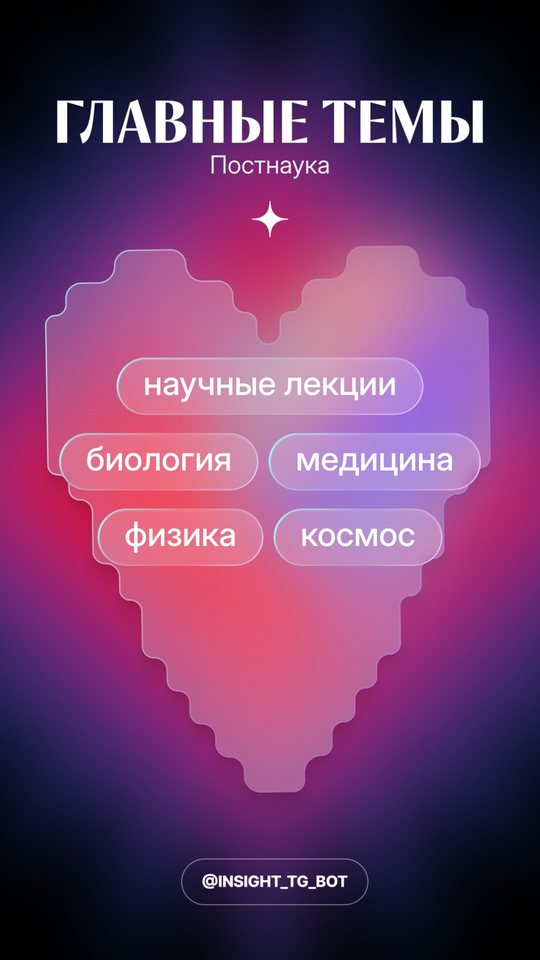 ГЛАВНЫЕ ТЕМЫ
Постнаука
научные лекции
биология медицина
физика космос
@INSIGHT_TG_BOT